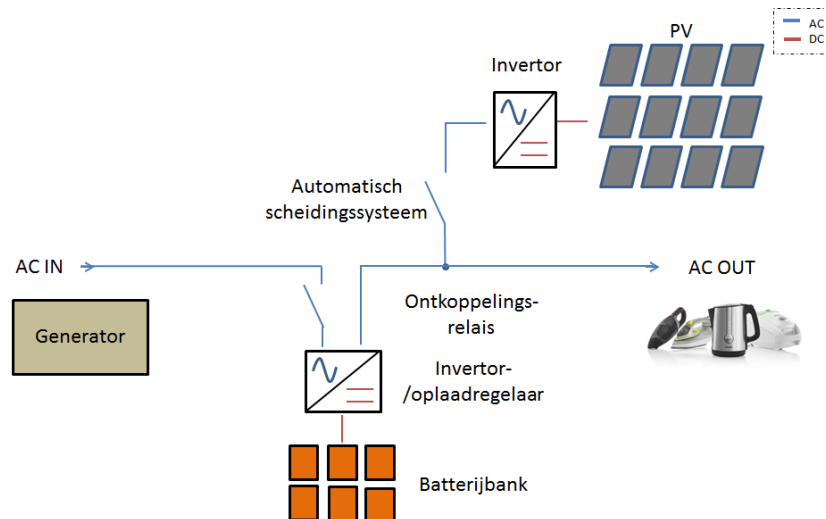 PV
AC
DC
Invertor
Automatisch
scheidingssysteem
AC IN
AC OUT
Ontkoppelings-
relais
Generator
Invertor-
/oplaadregelaar
Batterijbank